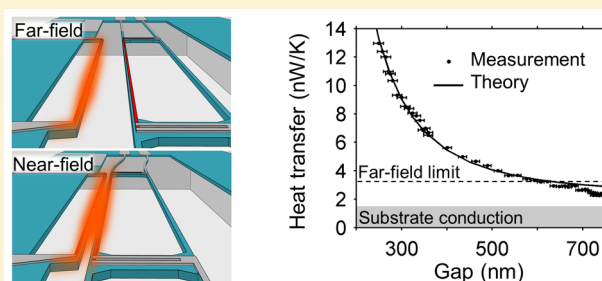 Far-field
Near-field
14
12
10
8
6
4
2
0
Heat transfer (nW/K)
Measurement
Theory
Far-field limit
Substrate conduction
300
500
700
Gap (nm)